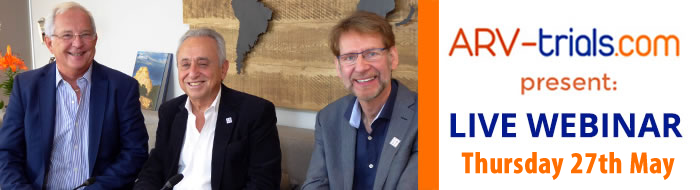 ARV-trials.com
present:
LIVE WEBINAR
Thursday 27th May